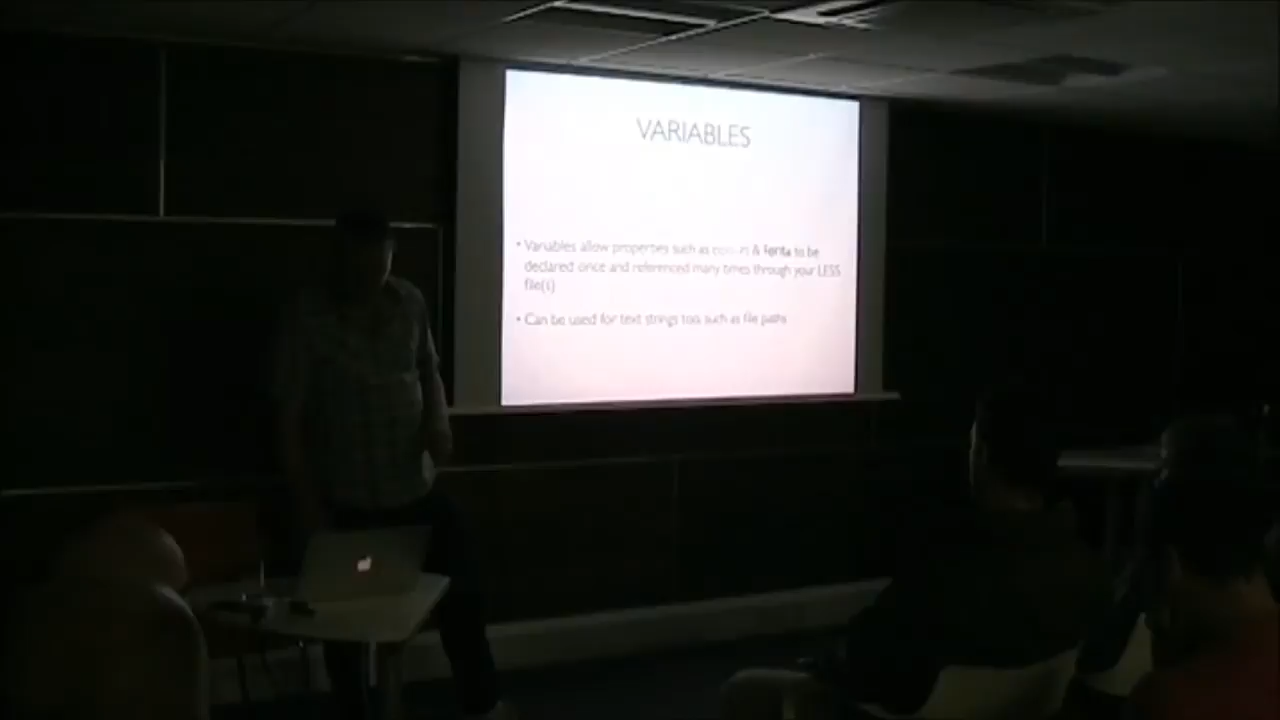 VARIABLES
• Variables allow properties such as & fonts to be
declared once and referenced many times through your LESS
file(s)
• Can be used for text strings too, such as file paths